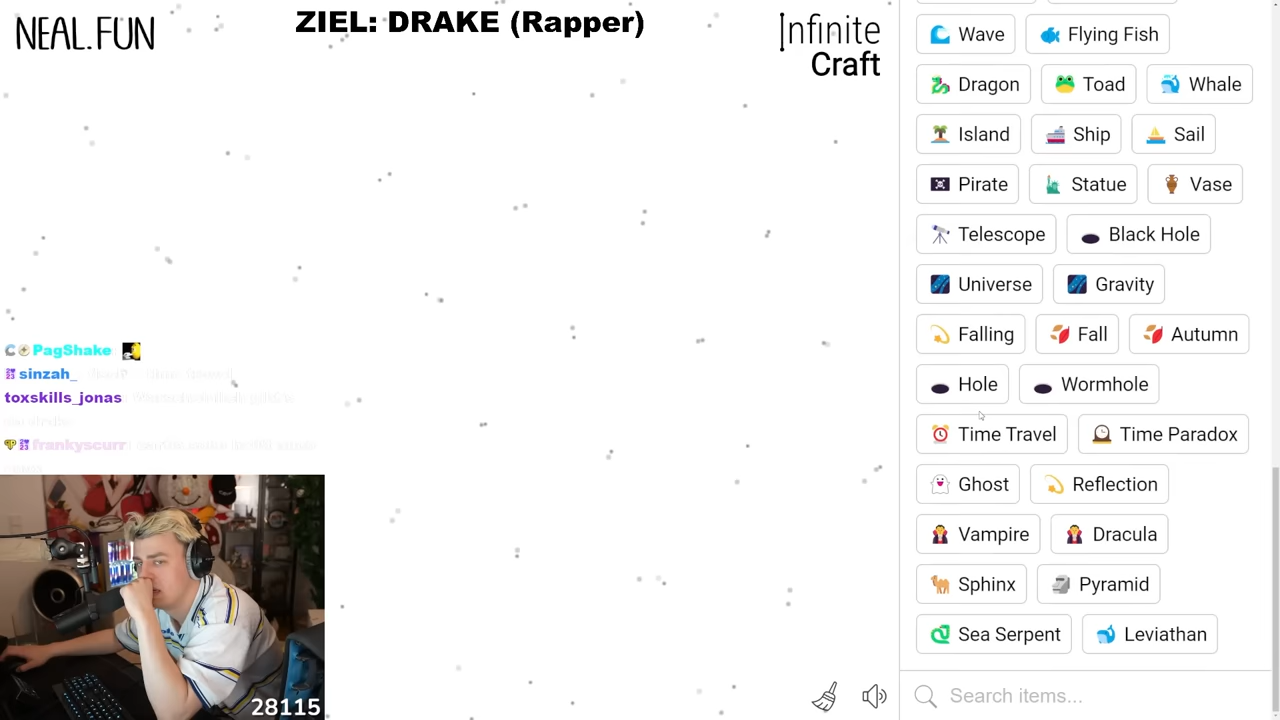 NEAL.FUN
ZIEL: DRAKE (Rapper)
Infinite
Craft
Wave
Flying Fish
Dragon
Toad
Whale
Island
Ship
Sail
Pirate
Statue
Vase
Telescope
Black Hole
Universe
Gravity
Falling
Fall
Autumn
Hole
Wormhole
Time Travel
Time Paradox
Ghost
Reflection
Vampire
Dracula
Sphinx
Pyramid
Sea Serpent
Leviathan
Search items...
PagShake
sinzah_
toxskills_jonas
frankyscurr
28115